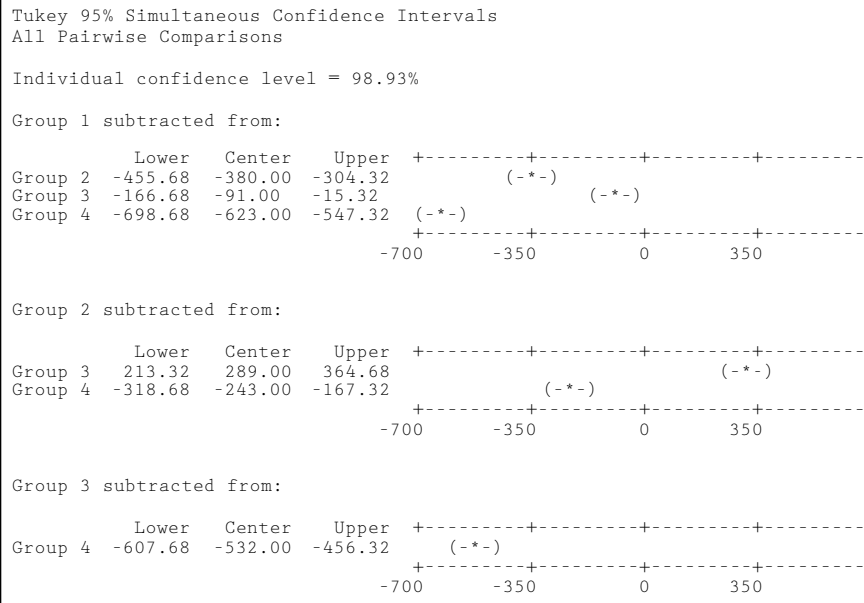 Tukey 95% Simultaneous Confidence Intervals
All Pairwise Comparisons
Individual confidence level = 98.93%
Group 1 subtracted from:
Lower Center Upper +---------+---------+---------+---------
Group 2 -455.68 -380.00 -304.32 (-*-)
Group 3 -166.68 -91.00 -15.32 (-*-)
Group 4 -698.68 -623.00 -547.32 (-*-)
+---------+---------+---------+---------
-700 -350 0 350
Group 2 subtracted from:
Lower Center Upper +---------+---------+---------+---------
Group 3 213.32 289.00 364.68 (-*-)
Group 4 -318.68 -243.00 -167.32 (-*-)
+---------+---------+---------+---------
-700 -350 0 350
Group 3 subtracted from:
Lower Center Upper +---------+---------+---------+---------
Group 4 -607.68 -532.00 -456.32 (-*-)
+---------+---------+---------+---------
-700 -350 0 350